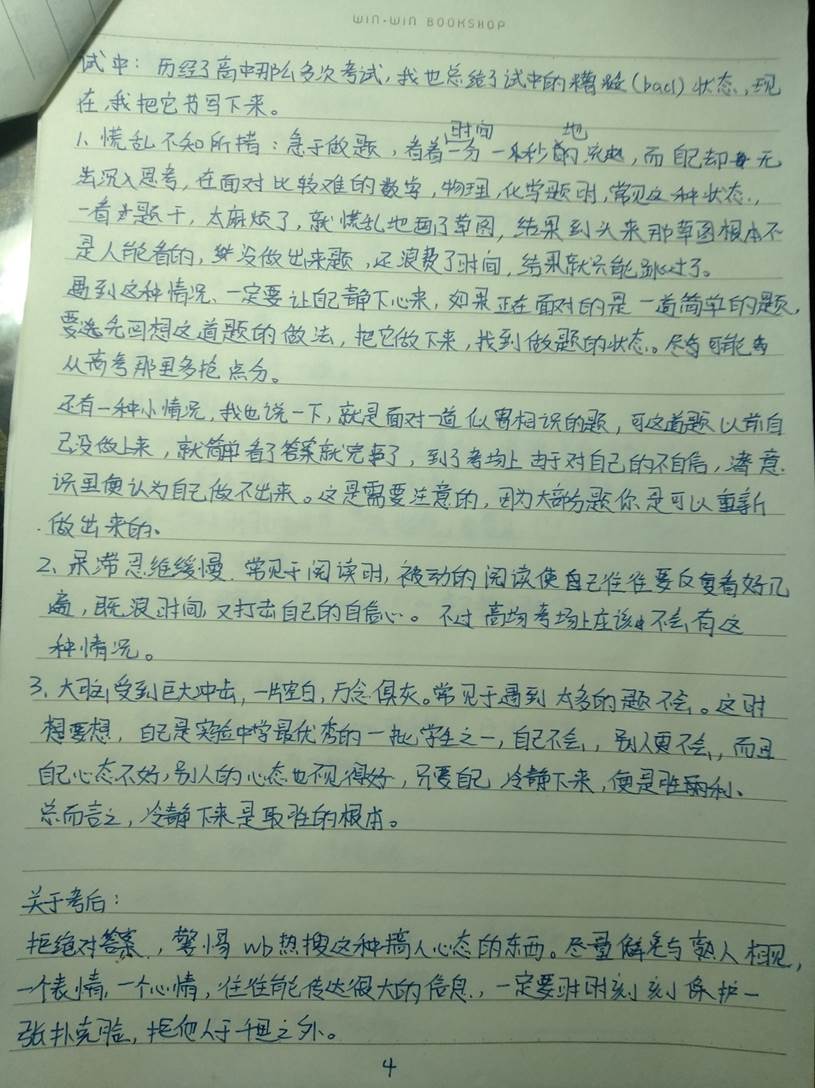 WIN·WIN BOOKSHOP
试中：历经了高中那么多次考试，我也总结了试中的糟糕(bad)状态，现
在我把它书写下来。
1、慌乱不知所措：急于做题，看着时间一分一秒地流逝，而自己却无
法沉入思考，在面对比较难的数学，物理，化学题时，常见这种状态，
一看题干，太麻烦了，就慌乱地画了草图，结果到头来那草图根本不
是人能看的，没做出来题，还浪费了时间，结果就只能跳过了。
遇到这种情况、一定要让自己静下心来，如果正在面对的是一道简单的题，
要先回想这道题的做法，把它做下来，找到做题的状态。尽可能
从高考那里多抢点分。
还有一种小情况，我也说一下，就是面对一道似曾相识的题，可这道题以前自
己没做上来，就简单看了答案就完事了，到了考场上由于对自己的不自信，潜意
识里便认为自己做不出来。这是需要注意的，因为大部分题你是可以重新
做出来的、
2、呆滞思维缓慢、常见于阅读时，被动的阅读使自己往往要反复看好几
遍，既浪时间，又打击自己的自信心。不过高考场上应该不会有这
种情况。
3、大脑受到巨大冲击，一片空白，万念俱灰。常见于遇到太多的题不会。这时
想要想，自己是实验中学最优秀的一批学生之一，自己不会，别人更不会，而且
自己心态不好，别人的心态也不见得好，只要自己冷静下来，便是胜利、
总而言之，冷静下来是取胜的根本。
关于考后：
拒绝对答案，警惕wb热搜这种搞人心态的东西。尽量避免与熟人相见，
一个表情，一个心情，往往能传达很大的信息，一定要时时刻刻保护一
张扑克脸，拒他人于千里之外。
4